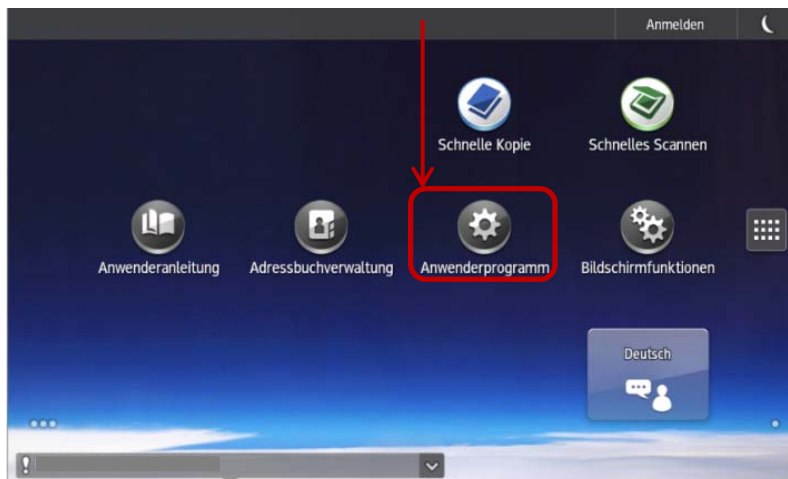 Anmelden
Schnelle Kopie
Schnelles Scannen
Anwenderanleitung
Adressbuchverwaltung
Anwenderprogramm
Bildschirmfunktionen
Deutsch